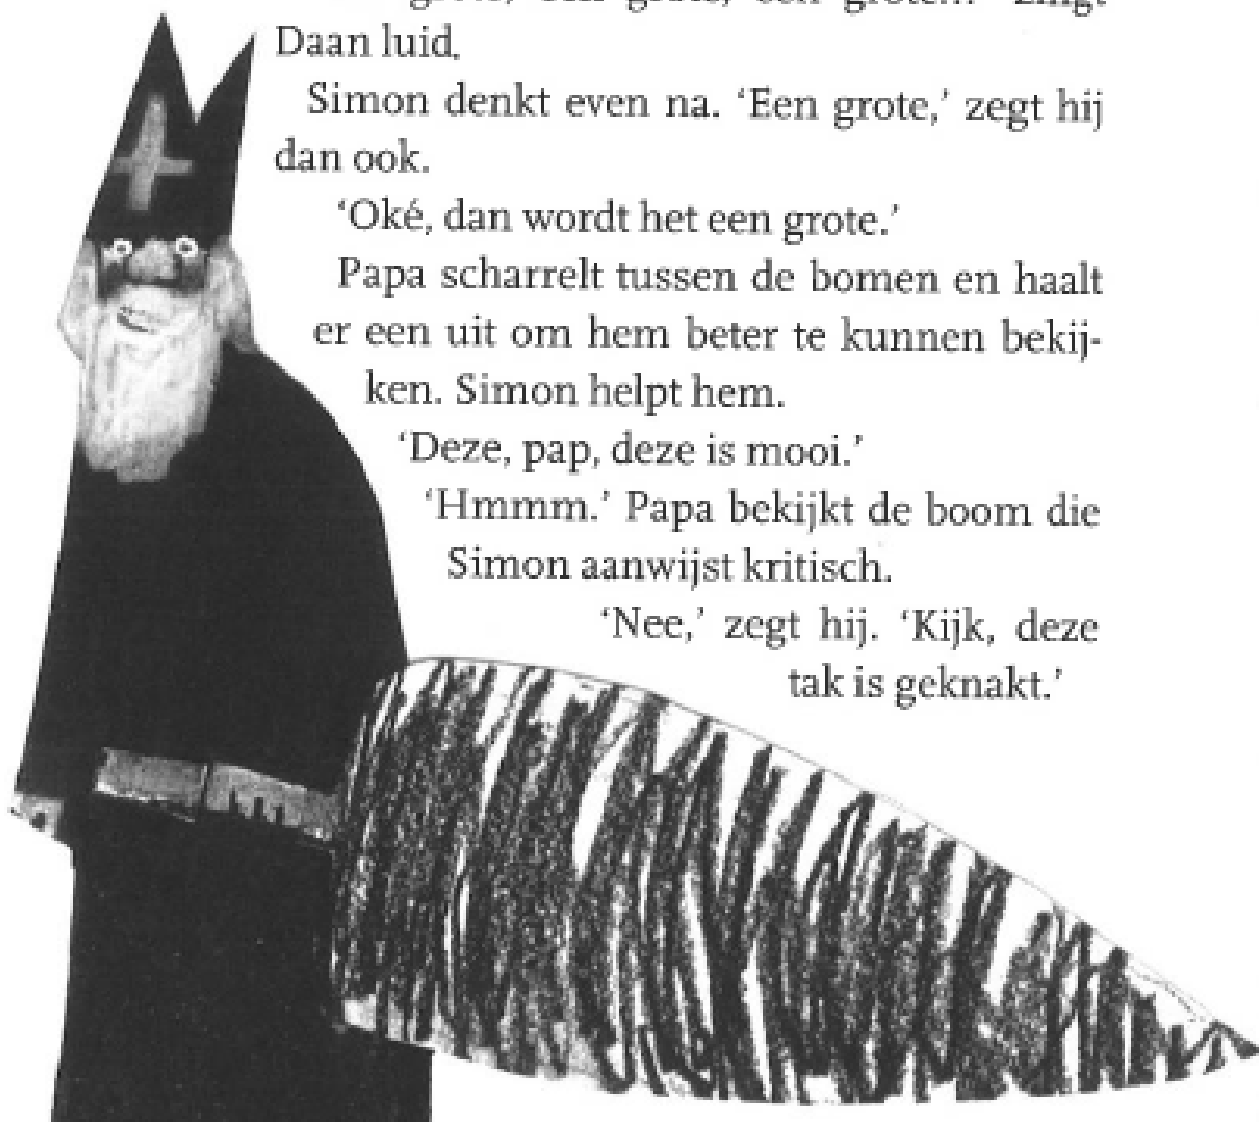 Daan luid.
Simon denkt even na. ‘Een grote,’ zegt hij
dan ook.
‘Oké, dan wordt het een grote.’
Papa scharrelt tussen de bomen en haalt
er een uit om hem beter te kunnen bekij-
ken. Simon helpt hem.
‘Deze, pap, deze is mooi.’
‘Hmmm.’ Papa bekijkt de boom die
Simon aanwijst kritisch.
‘Nee,’ zegt hij. ‘Kijk, deze
tak is geknakt.’